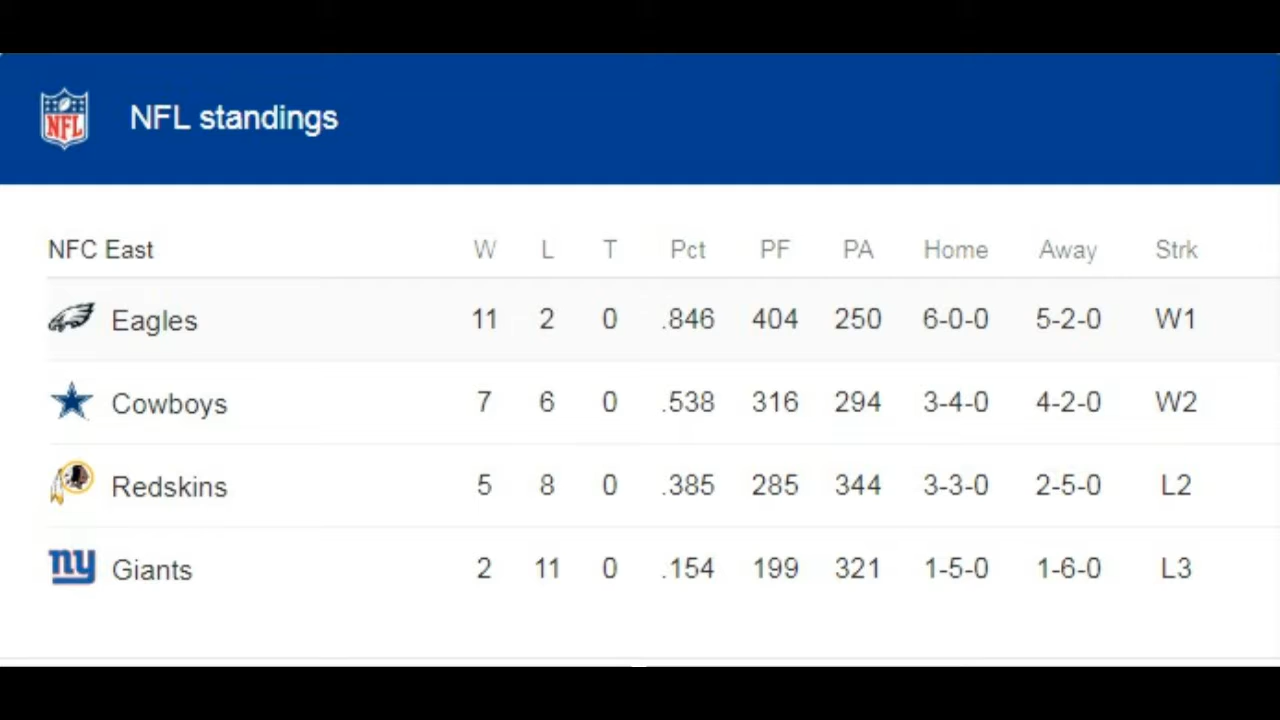 NFL NFL standings
NFC East W L T Pct PF PA Home Away Strk
Eagles 11 2 0 .846 404 250 6-0-0 5-2-0 W1
Cowboys 7 6 0 .538 316 294 3-4-0 4-2-0 W2
Redskins 5 8 0 .385 285 344 3-3-0 2-5-0 L2
ny Giants 2 11 0 .154 199 321 1-5-0 1-6-0 L3